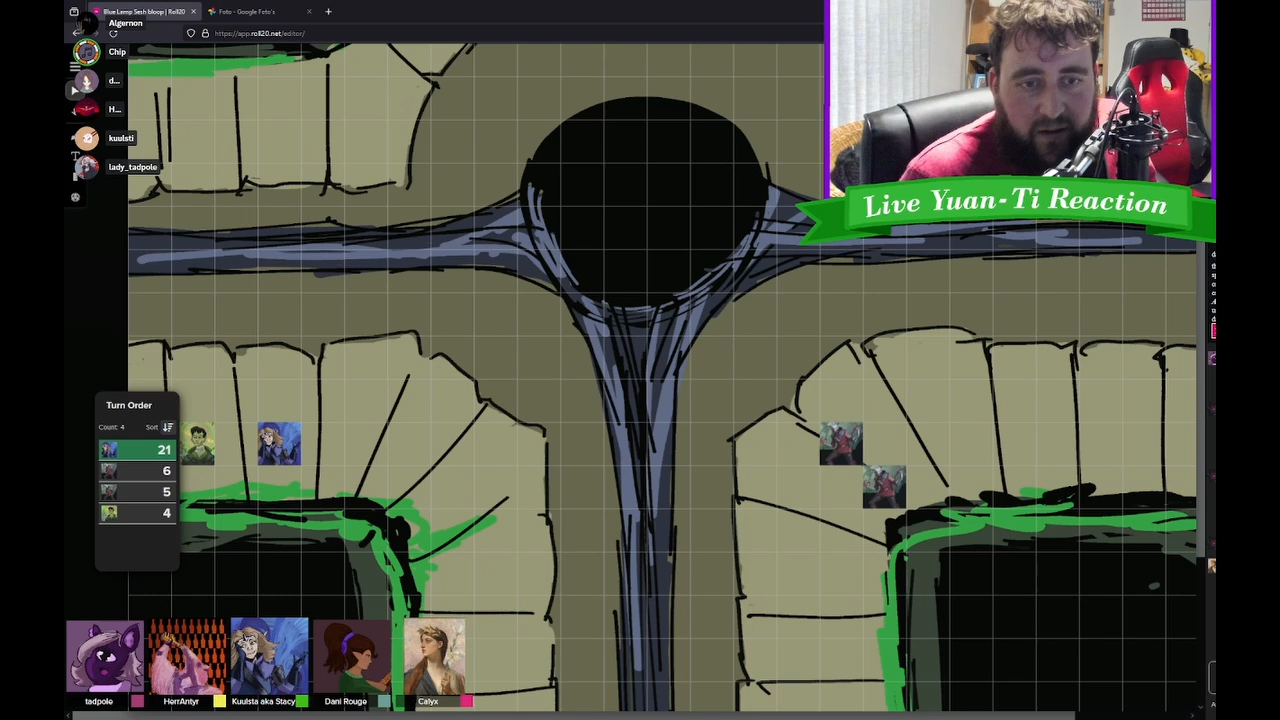 Blue Lamp Sesh bloop | Roll20
Foto - Google Foto's
https://app.roll20.net/editor/
Algernon
Chip
d...
H...
kuulsti
lady_tadpole
Live Yuan-Ti Reaction
Turn Order
Count: 4
Sort
21
6
5
4
tadpole
HerrAntyr
Kuulsta aka Stacy
Dani Rouge
Calyx